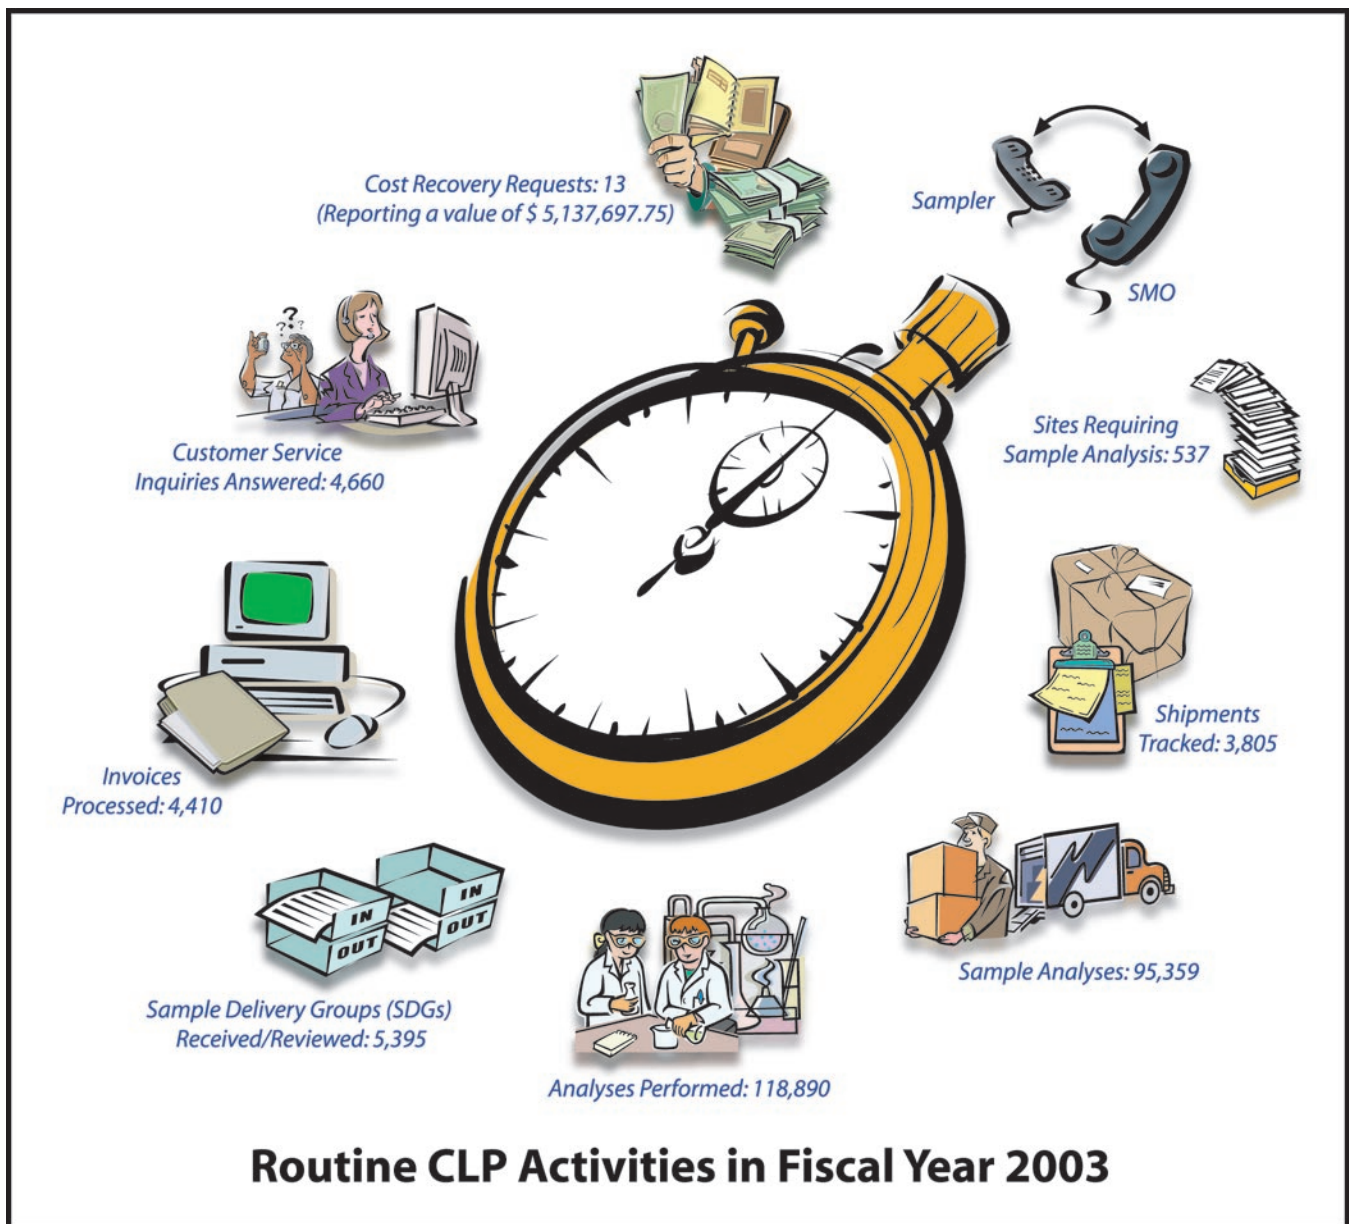 Cost Recovery Requests: 13
(Reporting a value of $ 5,137,697.75)
Sampler
SMO
Customer Service
Inquiries Answered: 4,660
Sites Requiring
Sample Analysis: 537
Invoices
Processed: 4,410
Shipments
Tracked: 3,805
IN
OUT
IN
OUT
Sample Delivery Groups (SDGs)
Received/Reviewed: 5,395
Sample Analyses: 95,359
Analyses Performed: 118,890
Routine CLP Activities in Fiscal Year 2003